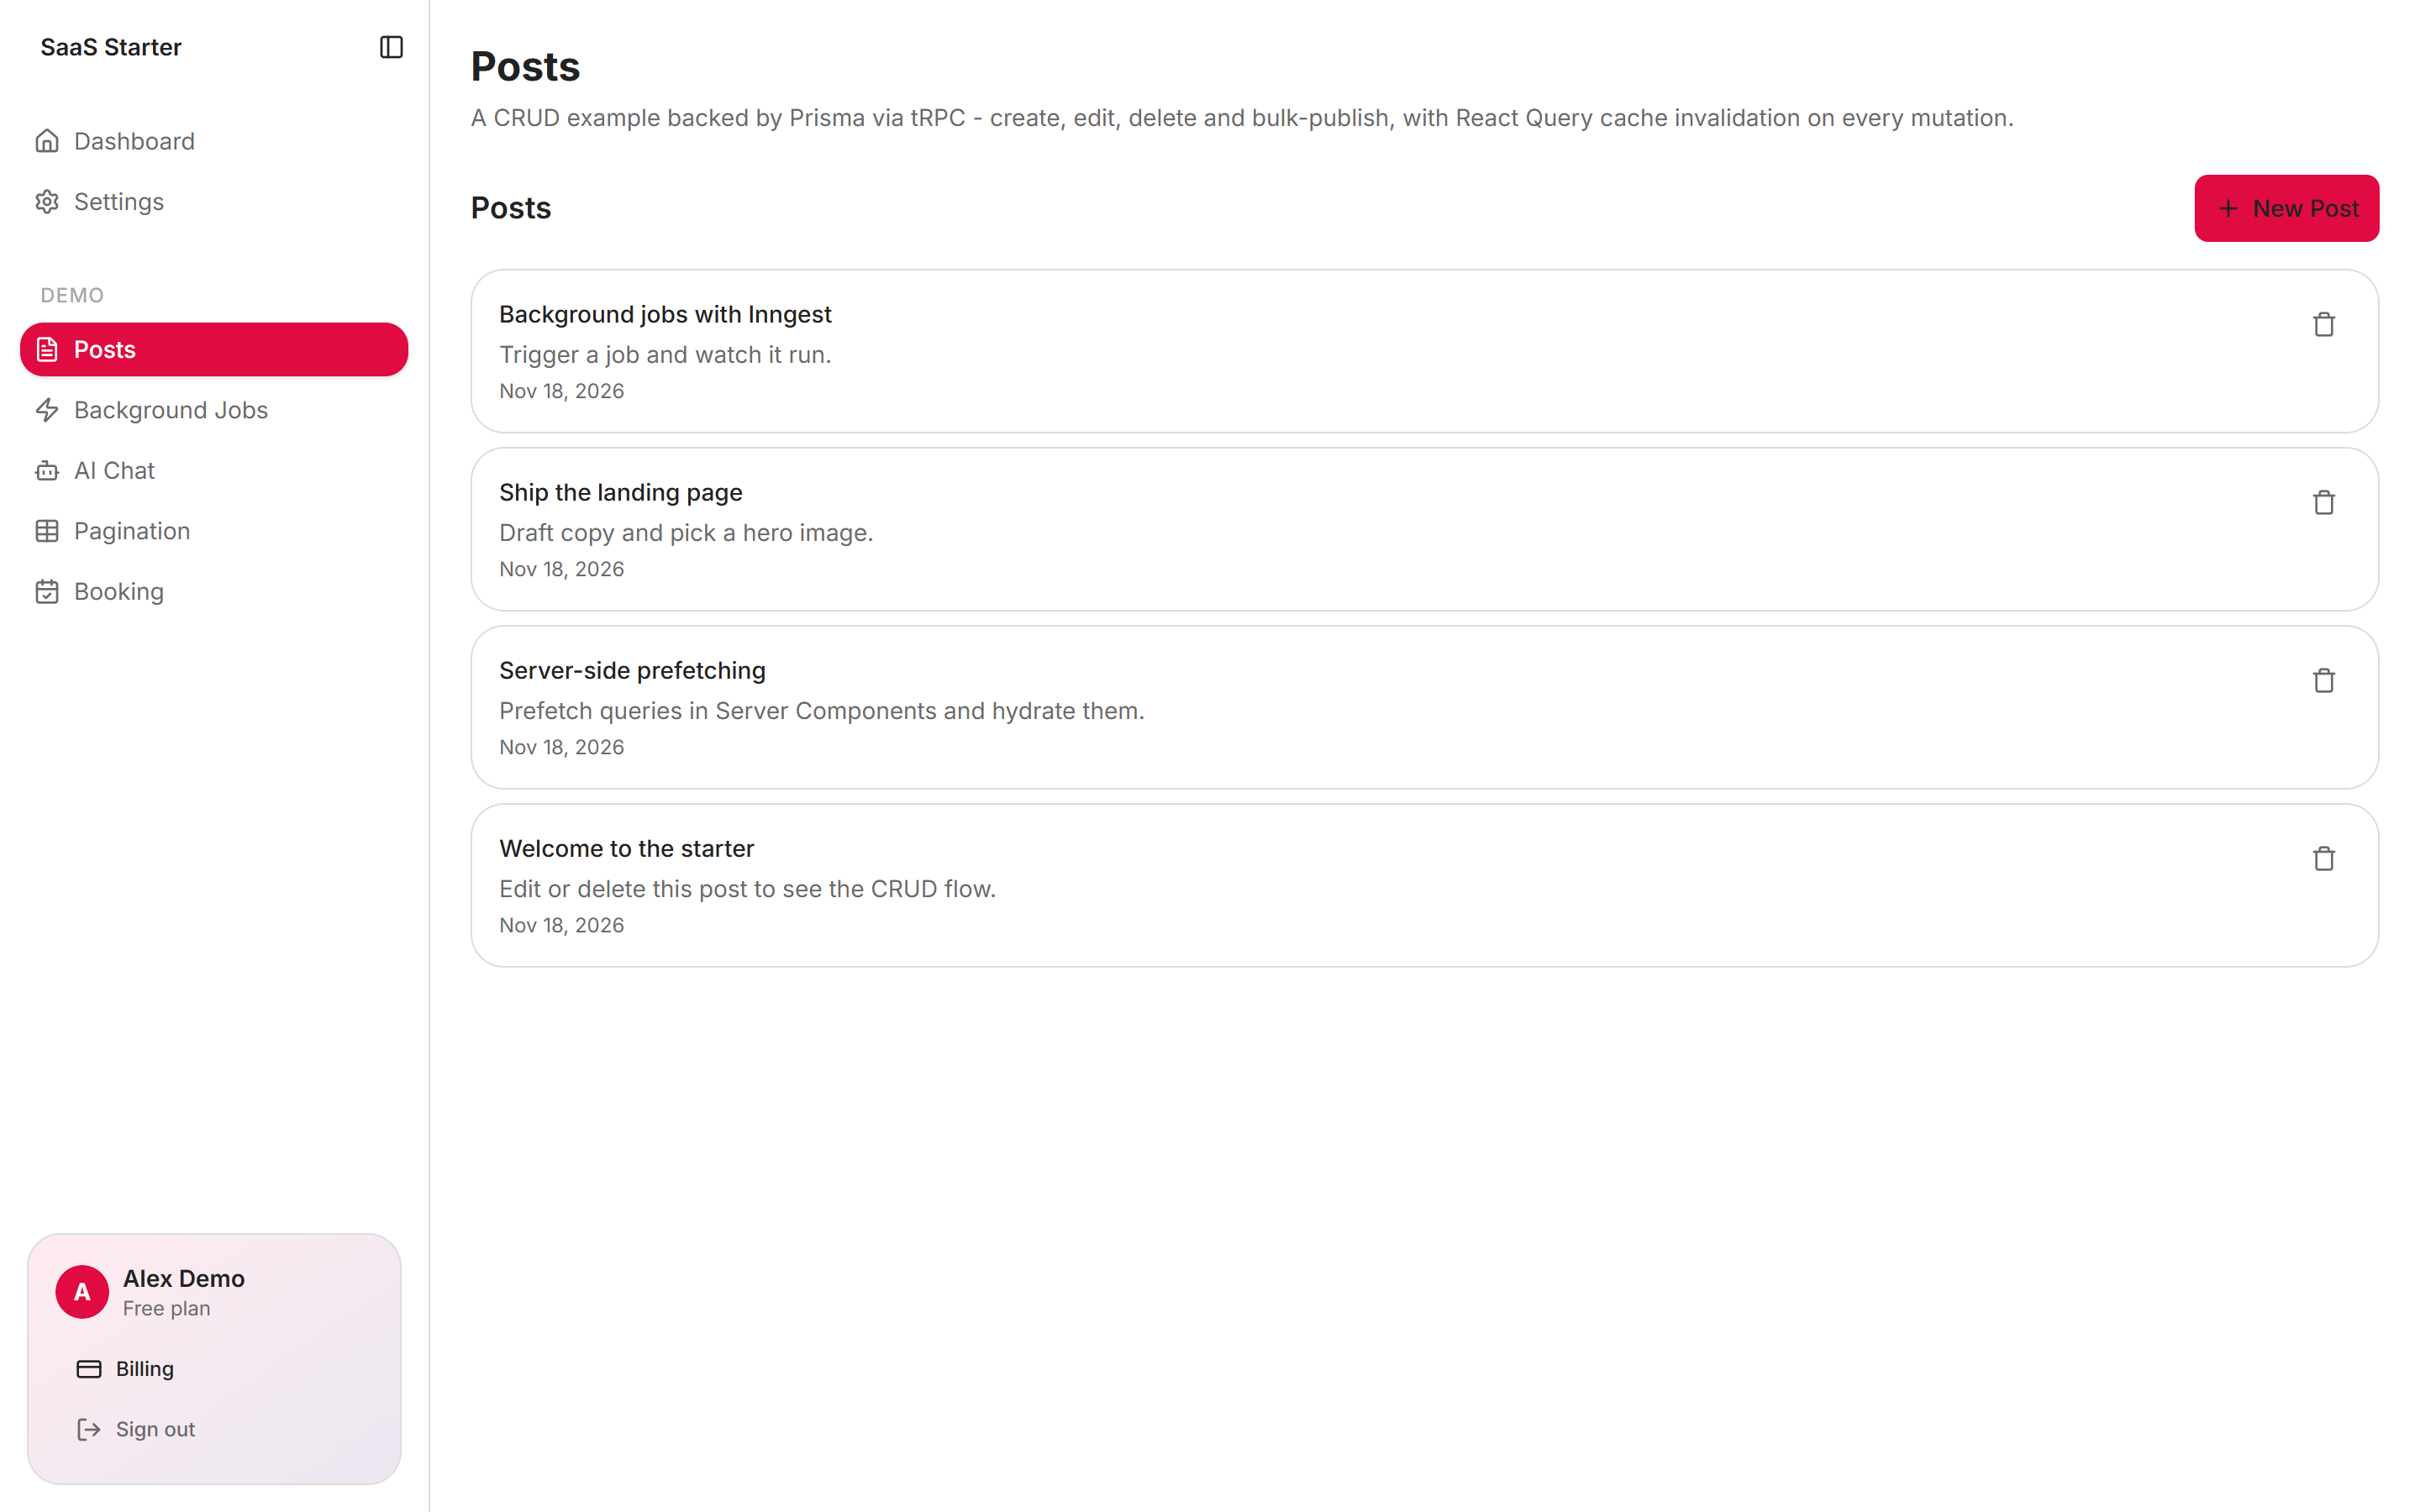 SaaS Starter
Dashboard
Settings
DEMO
Posts
Background Jobs
AI Chat
Pagination
Booking
A
Alex Demo
Free plan
Billing
Sign out
Posts
A CRUD example backed by Prisma via tRPC - create, edit, delete and bulk-publish, with React Query cache invalidation on every mutation.
Posts
New Post
Background jobs with Inngest
Trigger a job and watch it run.
Nov 18, 2026
Ship the landing page
Draft copy and pick a hero image.
Nov 18, 2026
Server-side prefetching
Prefetch queries in Server Components and hydrate them.
Nov 18, 2026
Welcome to the starter
Edit or delete this post to see the CRUD flow.
Nov 18, 2026